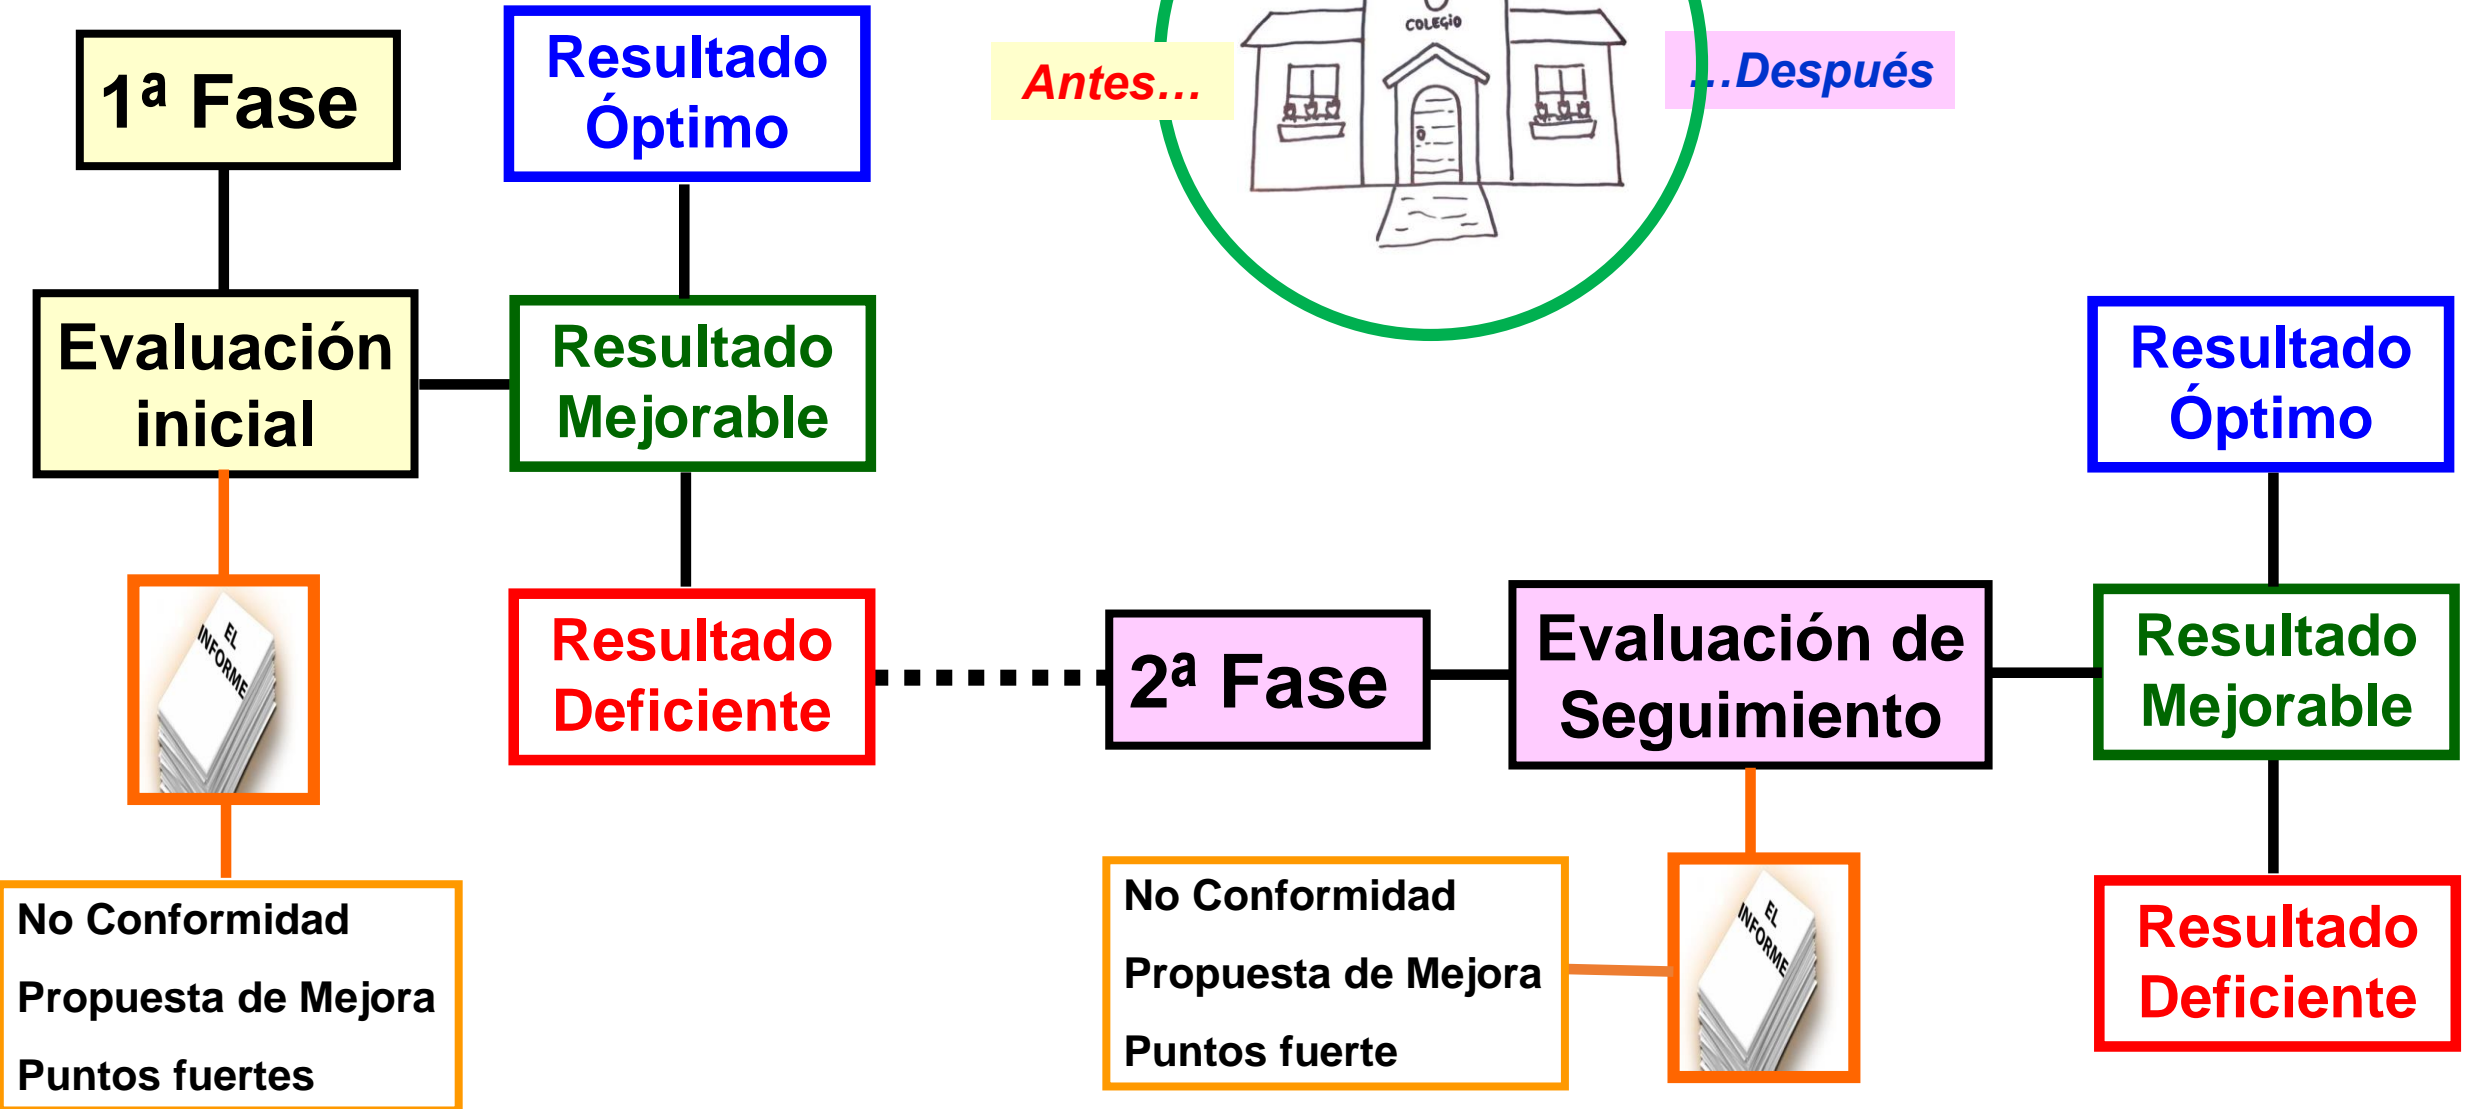 1ª Fase
Resultado
Óptimo
COLEGiO
Antes...
...Después
Evaluación
inicial
Resultado
Mejorable
Resultado
Óptimo
EL
INFORME
Resultado
Deficiente
2ª Fase
Evaluación de
Seguimiento
Resultado
Mejorable
No Conformidad
Propuesta de Mejora
Puntos fuertes
No Conformidad
Propuesta de Mejora
Puntos fuerte
EL
INFORME
Resultado
Deficiente